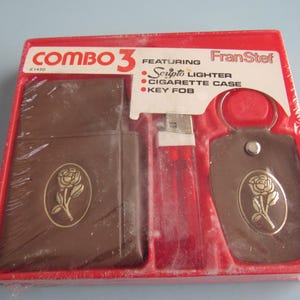 COMBO 3
FranStef
FEATURING
• Scripto LIGHTER
• CIGARETTE CASE
• KEY FOB